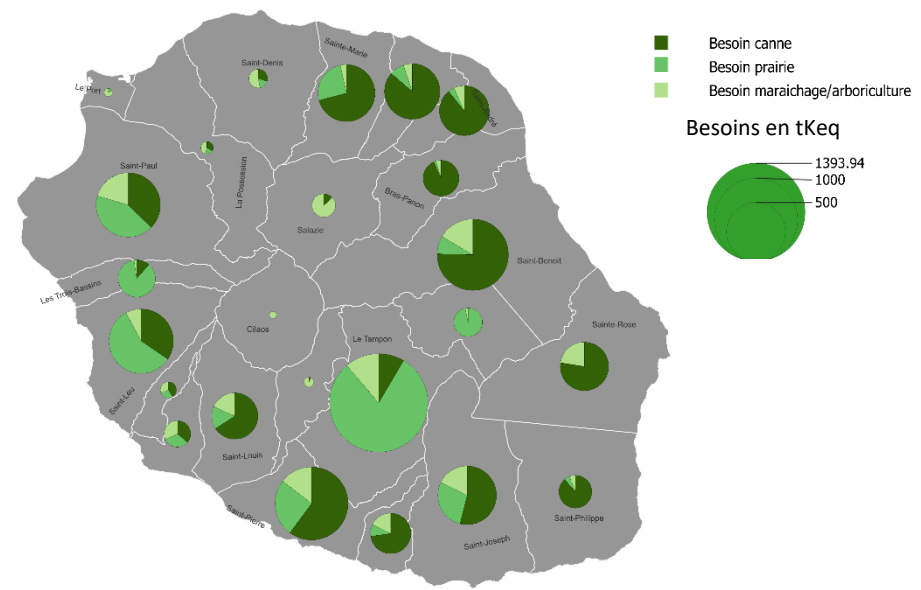 Besoin canne
Besoin prairie
Besoin maraichage/arboriculture
Besoins en tKeq
1393.94
1000
500
Sainte-Marie
Saint-Denis
Le Port
Saint-Paul
La Possession
Salazie
Bras-Panon
Saint-Benoit
Les Trois-Bassins
Cilaos
Le Tampon
Sainte-Rose
Saint-Leu
Saint-Louis
Saint-Pierre
Saint-Joseph
Saint-Philippe